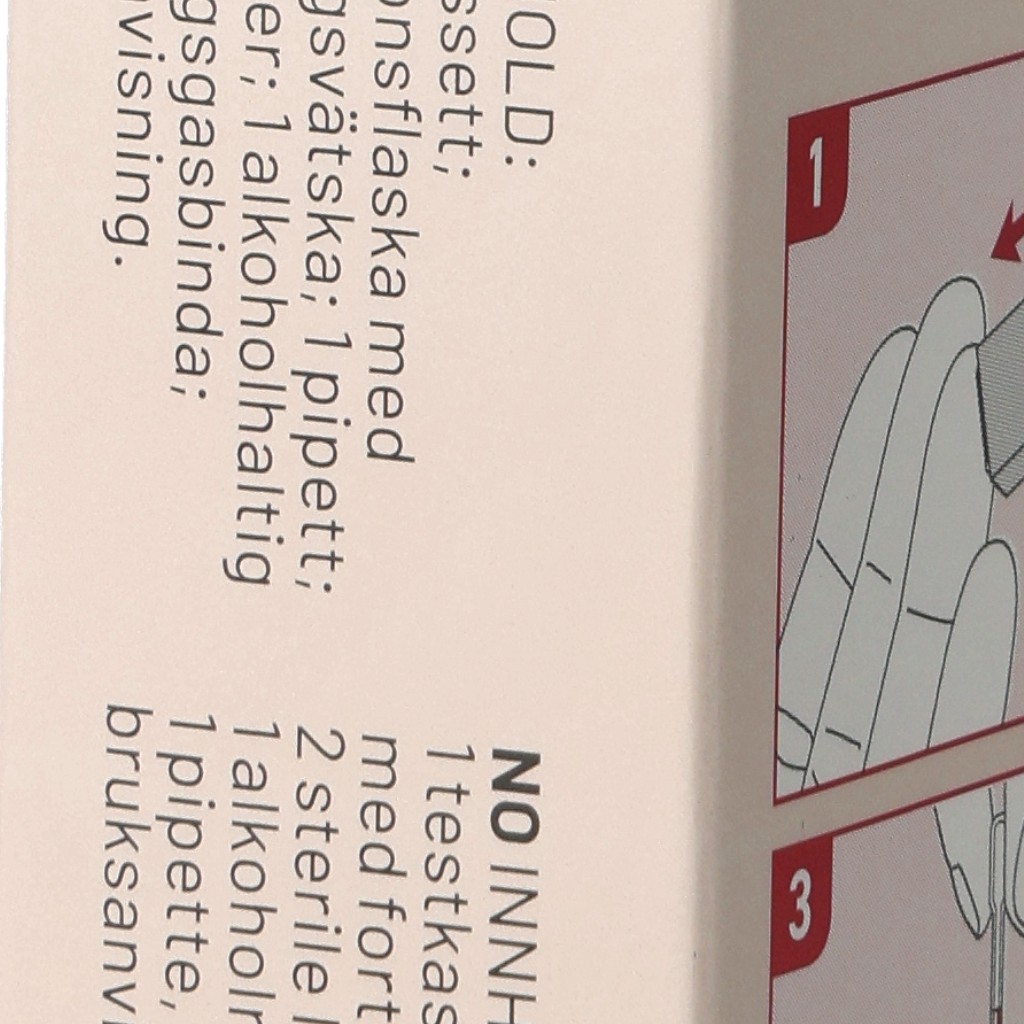 OLD:
ssett;
onsflaska med
gsvätska; 1 pipett;
er; 1 alkoholhaltig
gsgasbinda;
visning.
NO INNH
1 testkas
med fort
2 sterile
1 alkohol
1 pipette,
bruksanv
1
3